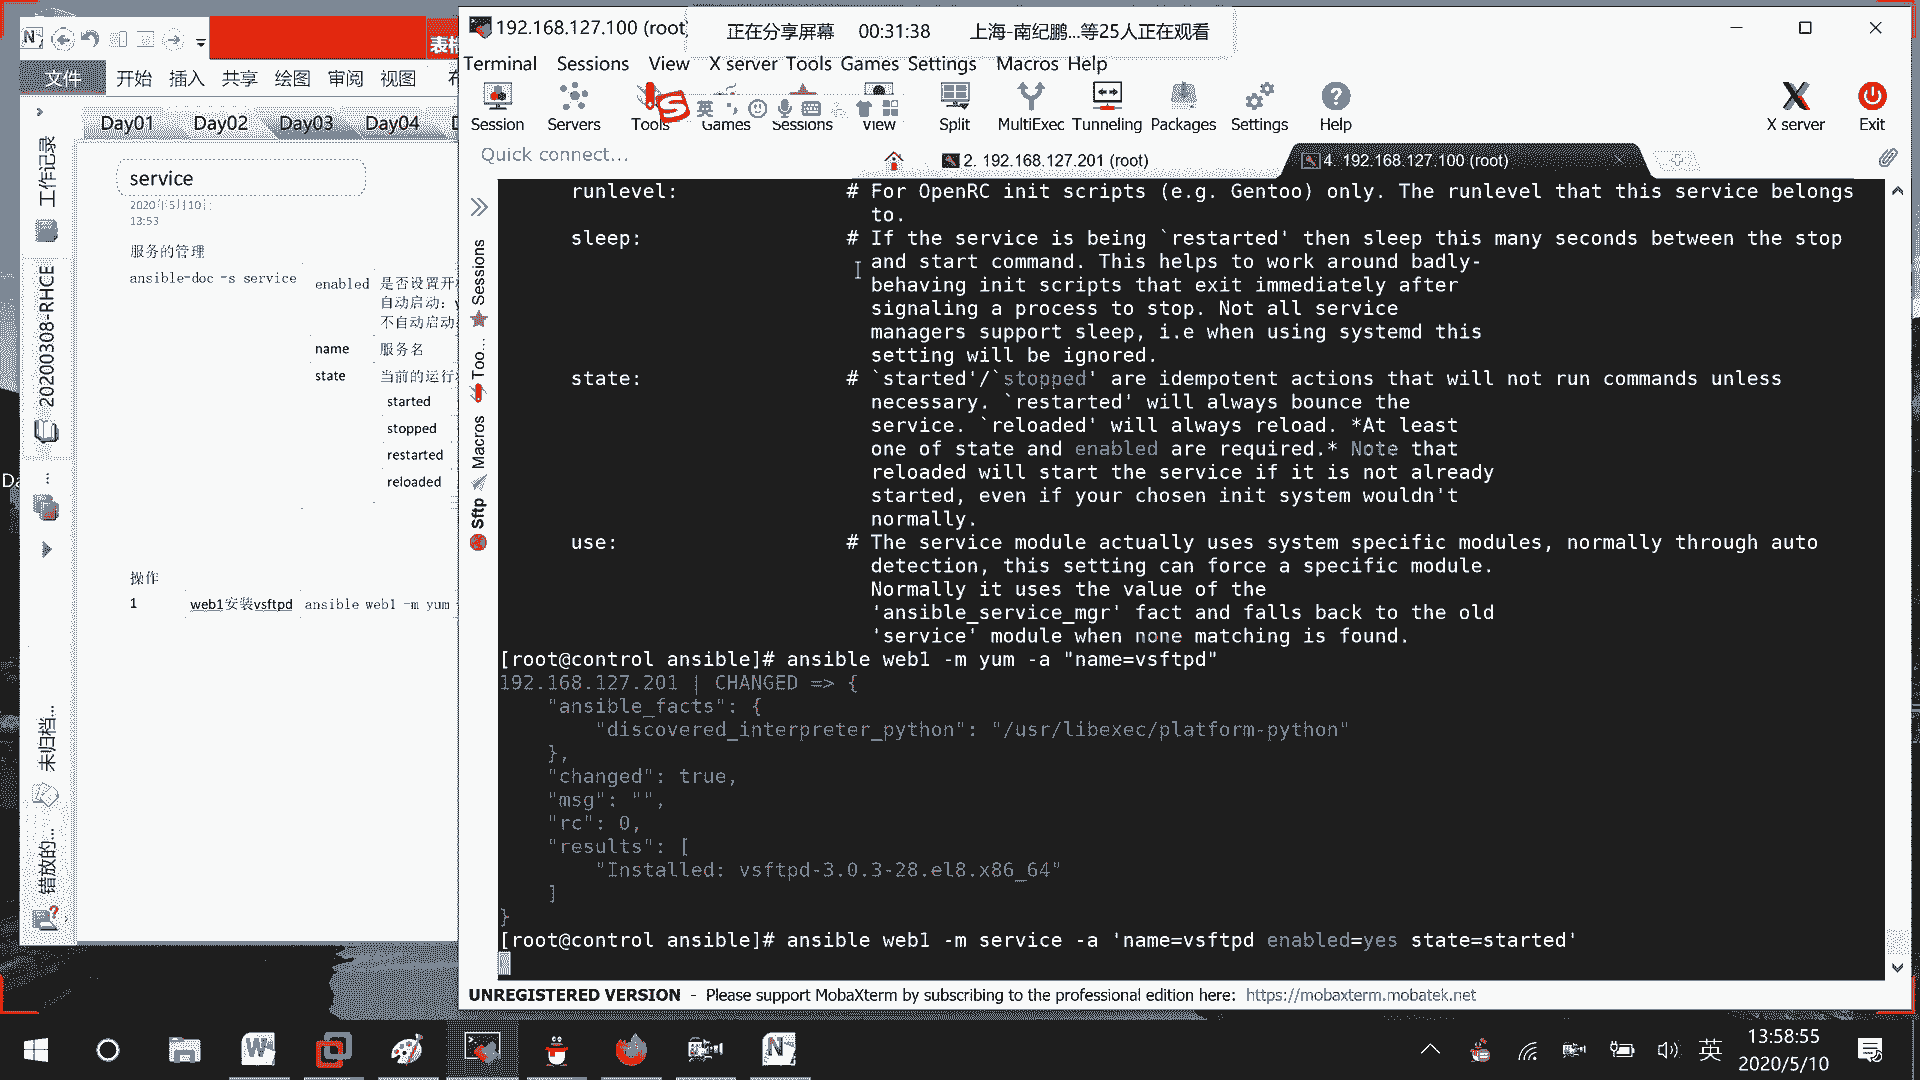 192.168.127.100 (root
正在分享屏幕 00:31:38 上海-南纪鹏...等25人正在观看
表格
文件 开始 插入 共享 绘图 审阅 视图
Terminal Sessions View X server Tools Games Settings Macros Help
Session Servers Tools Games Sessions View Split MultiExec Tunneling Packages Settings Help X server Exit
英
Day01 Day02 Day03 Day04
Quick connect...
2. 192.168.127.201 (root)
4. 192.168.127.100 (root)
工作记录
20200308-RHCE
...
未归档...
错放的...
service
2020年5月10日
13:53
服务的管理
ansible-doc -s service
enabled 是否设置开
自动启动：
不自动启动
name 服务名
state 当前的运行
started
stopped
restarted
reloaded
操作
1 web1安装vsftpd ansible web1 -m yum
Sessions
Too...
Macros
Sftp
runlevel: # For OpenRC init scripts (e.g. Gentoo) only. The runlevel that this service belongs
to.
sleep: # If the service is being `restarted' then sleep this many seconds between the stop
and start command. This helps to work around badly-
behaving init scripts that exit immediately after
signaling a process to stop. Not all service
managers support sleep, i.e when using systemd this
setting will be ignored.
state: # `started'/`stopped' are idempotent actions that will not run commands unless
necessary. `restarted' will always bounce the
service. `reloaded' will always reload. *At least
one of state and enabled are required.* Note that
reloaded will start the service if it is not already
started, even if your chosen init system wouldn't
normally.
use: # The service module actually uses system specific modules, normally through auto
detection, this setting can force a specific module.
Normally it uses the value of the
'ansible_service_mgr' fact and falls back to the old
'service' module when none matching is found.
[root@control ansible]# ansible web1 -m yum -a "name=vsftpd"
192.168.127.201 | CHANGED => {
"ansible_facts": {
"discovered_interpreter_python": "/usr/libexec/platform-python"
},
"changed": true,
"msg": "",
"rc": 0,
"results": [
"Installed: vsftpd-3.0.3-28.el8.x86_64"
]
}
[root@control ansible]# ansible web1 -m service -a 'name=vsftpd enabled=yes state=started'
UNREGISTERED VERSION - Please support MobaXterm by subscribing to the professional edition here: https://mobaxterm.mobatek.net
英
13:58:55
2020/5/10